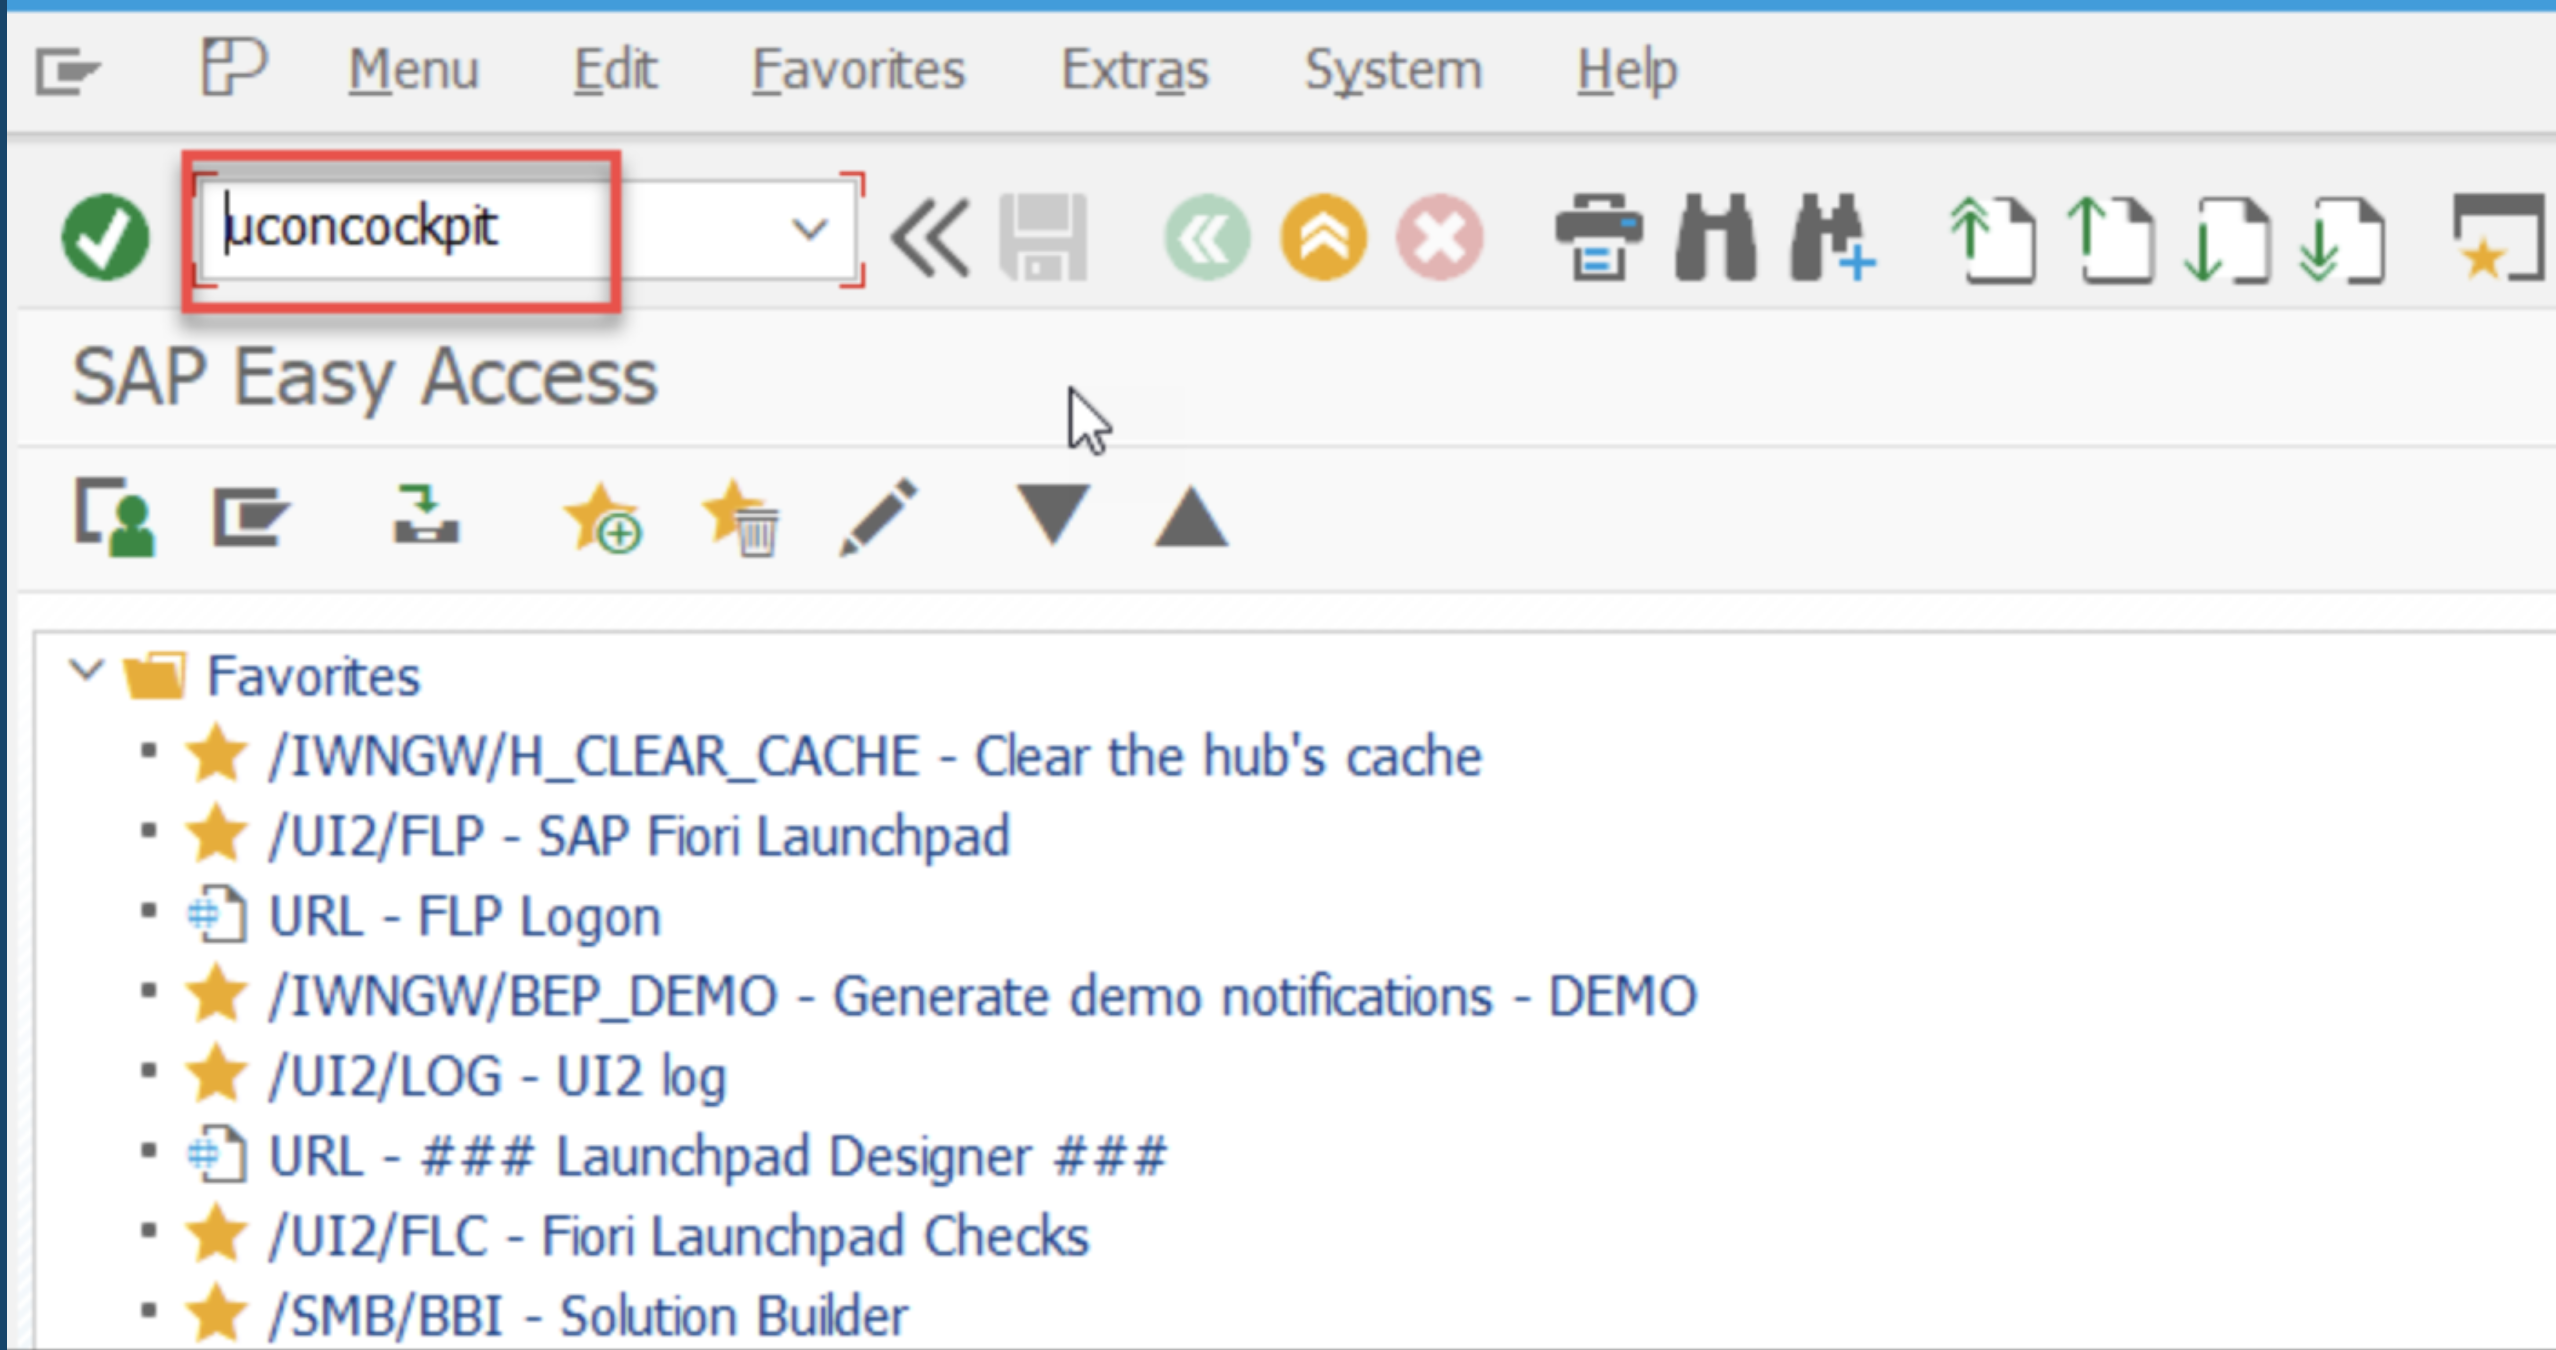 Menu Edit Favorites Extras System Help
uconcockpit
SAP Easy Access
Favorites
/IWNGW/H_CLEAR_CACHE - Clear the hub's cache
/UI2/FLP - SAP Fiori Launchpad
URL - FLP Logon
/IWNGW/BEP_DEMO - Generate demo notifications - DEMO
/UI2/LOG - UI2 log
URL - ### Launchpad Designer ###
/UI2/FLC - Fiori Launchpad Checks
/SMB/BBI - Solution Builder